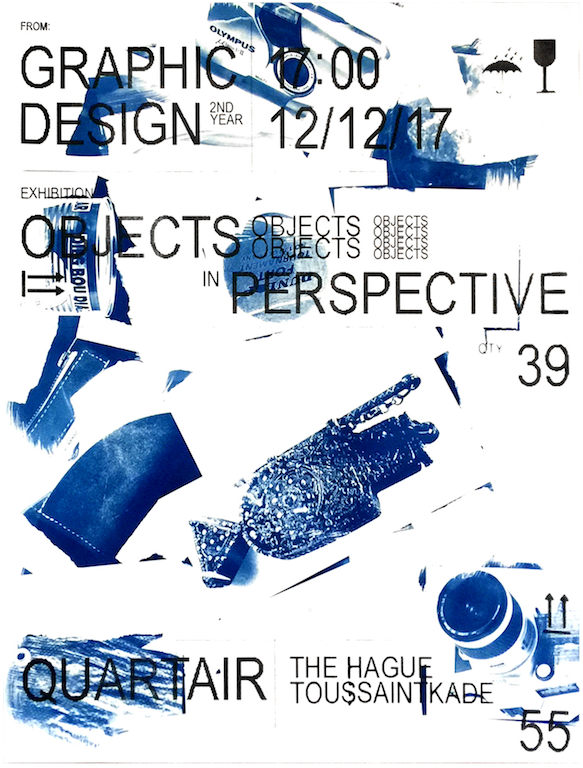 FROM:
OLYMPUS
GRAPHIC 17:00
DESIGN 2ND YEAR 12/12/17
EXHIBITION
OBJECTS OBJECTS OBJECTS
OBJECTS OBJECTS
OBJECTS
OBJECTS
IN PERSPECTIVE
QTY 39
QUARTAIR THE HAGUE
TOUSSAINTKADE
55